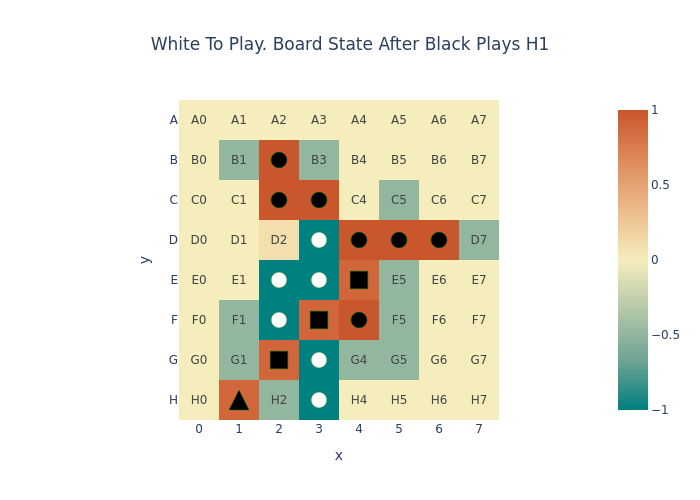 White To Play. Board State After Black Plays H1
A A0 A1 A2 A3 A4 A5 A6 A7
B B0 B1 B3 B4 B5 B6 B7
C C0 C1 C4 C5 C6 C7
D D0 D1 D2 D7
E E0 E1 E5 E6 E7
F F0 F1 F5 F6 F7
G G0 G1 G4 G5 G6 G7
H H0 H2 H4 H5 H6 H7
0 1 2 3 4 5 6 7
x
y
1
0.5
0
−0.5
−1